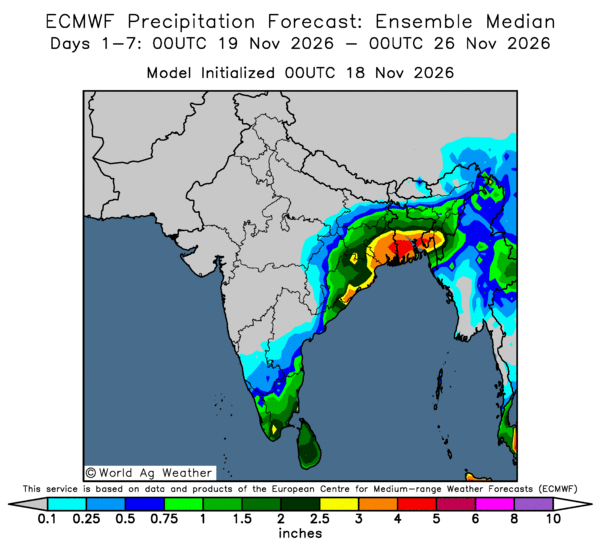 ECMWF Precipitation Forecast: Ensemble Median
Days 1-7: 00UTC 19 Nov 2026 - 00UTC 26 Nov 2026
Model Initialized 00UTC 18 Nov 2026
© World Ag Weather
This service is based on data and products of the European Centre for Medium-range Weather Forecasts (ECMWF)
0.1 0.25 0.5 0.75 1 1.5 2 2.5 3 4 5 6 8 10
inches